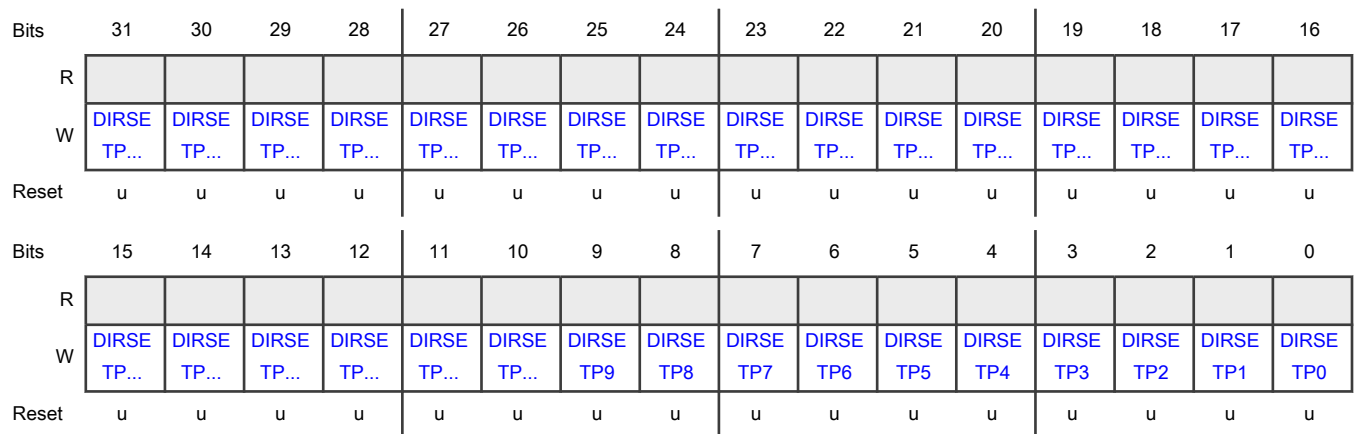 Bits 31 30 29 28 27 26 25 24 23 22 21 20 19 18 17 16
R
W DIRSE DIRSE DIRSE DIRSE DIRSE DIRSE DIRSE DIRSE DIRSE DIRSE DIRSE DIRSE DIRSE DIRSE DIRSE DIRSE
TP... TP... TP... TP... TP... TP... TP... TP... TP... TP... TP... TP... TP... TP... TP... TP...
Reset u u u u u u u u u u u u u u u u
Bits 15 14 13 12 11 10 9 8 7 6 5 4 3 2 1 0
R
W DIRSE DIRSE DIRSE DIRSE DIRSE DIRSE DIRSE DIRSE DIRSE DIRSE DIRSE DIRSE DIRSE DIRSE DIRSE DIRSE
TP... TP... TP... TP... TP... TP... TP9 TP8 TP7 TP6 TP5 TP4 TP3 TP2 TP1 TP0
Reset u u u u u u u u u u u u u u u u